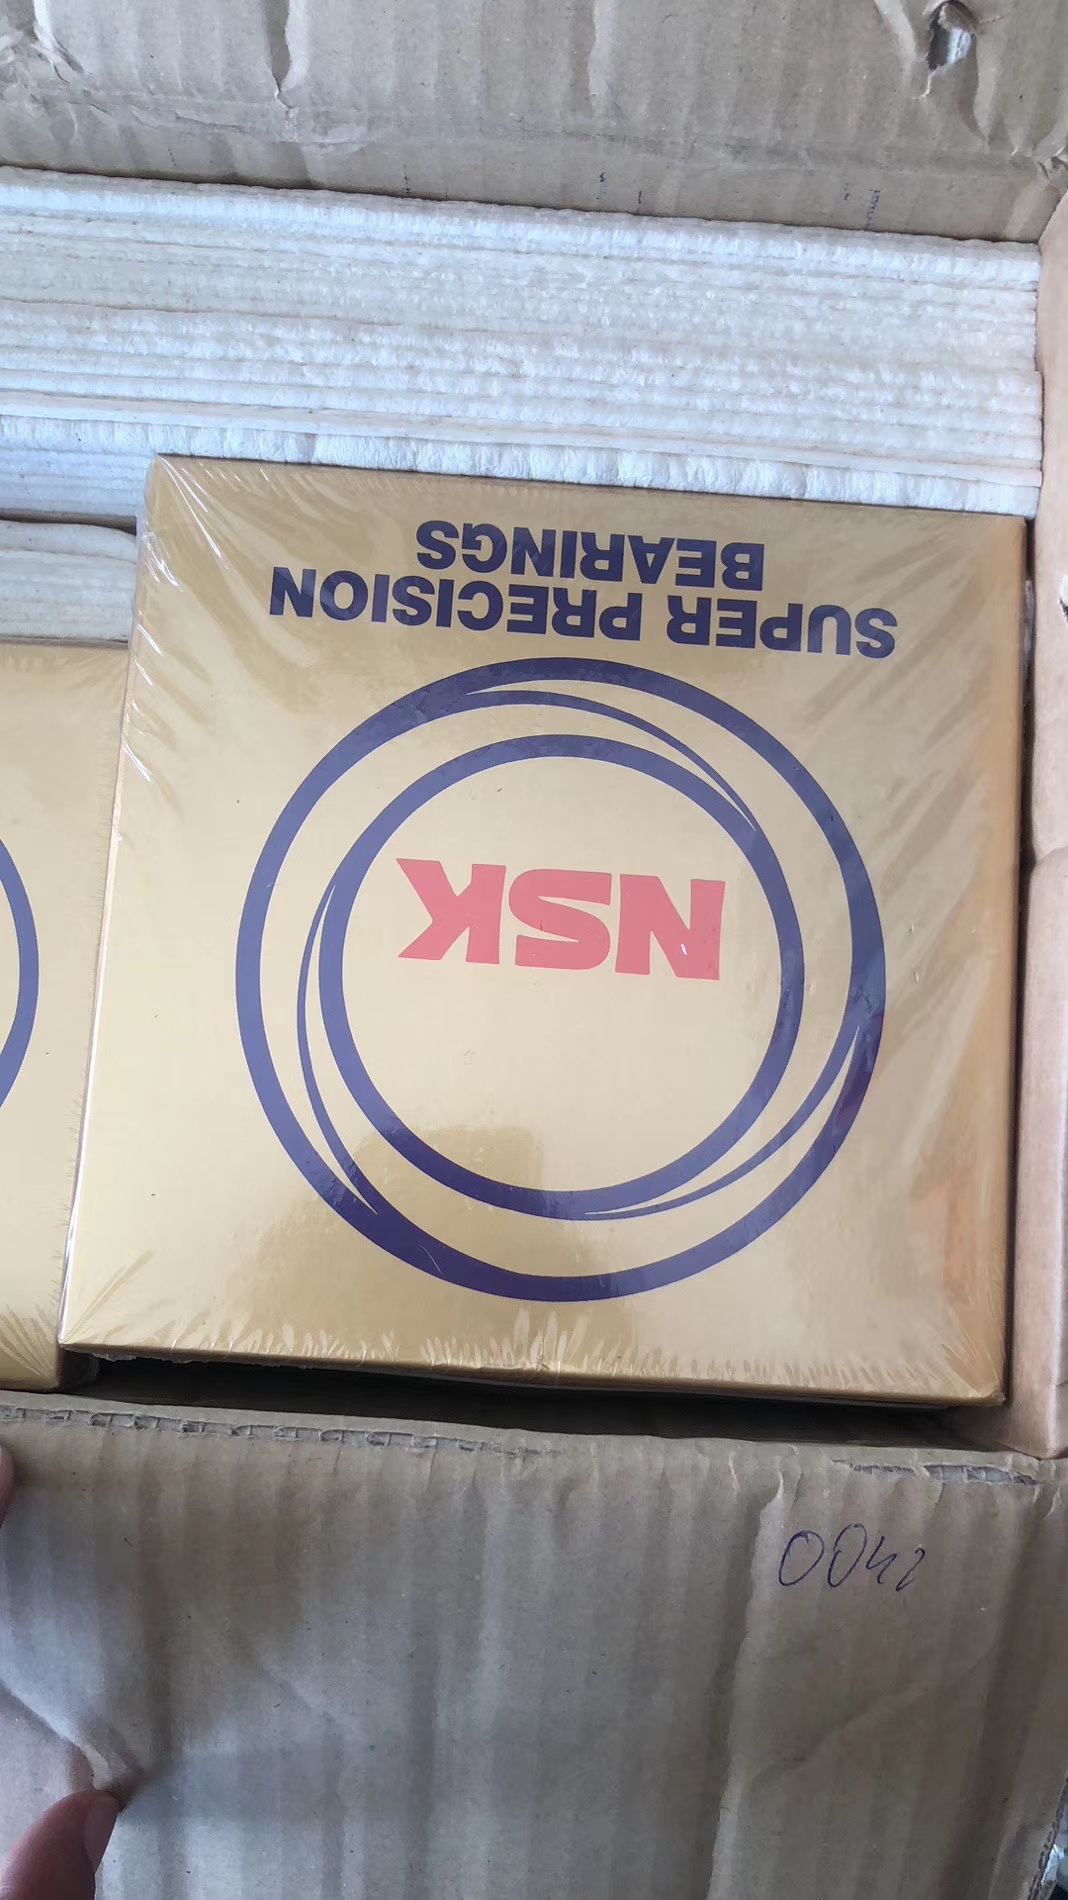 SUPER PRECISION
BEARINGS
NSK
0042